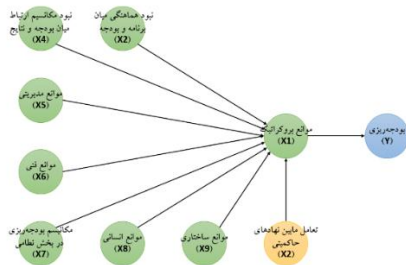 نبود مکانسیم ارتباط
میان بودجه و نتایج
(X4)
نبود هماهنگی میان
برنامه و بودجه
(X2)
موانع مدیریتی
(X5)
موانع بروکراتیک
(X1)
بودجه‌ریزی
(Y)
موانع فنی
(X6)
مکانیسم بودجه‌ریزی
در بخش نظامی
(X7)
موانع انسانی
(X8)
موانع ساختاری
(X9)
تعامل مابین نهادهای
حاکمیتی
(X2)